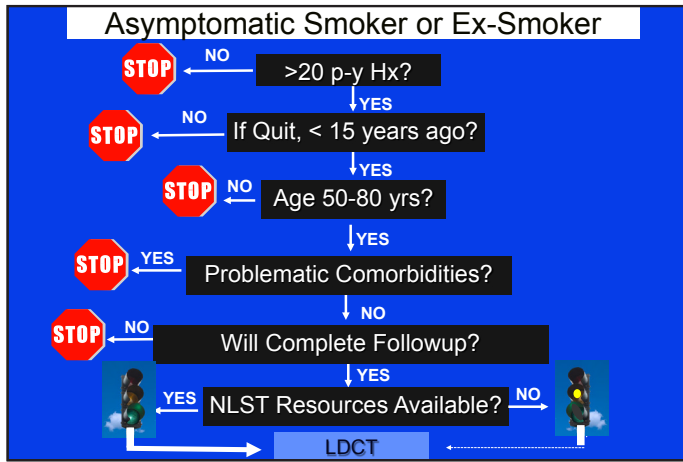 Asymptomatic Smoker or Ex-Smoker
STOP
NO
>20 p-y Hx?
YES
STOP
NO
If Quit, < 15 years ago?
YES
STOP
NO
Age 50-80 yrs?
YES
STOP
YES
Problematic Comorbidities?
NO
STOP
NO
Will Complete Followup?
YES
YES
NLST Resources Available?
NO
LDCT